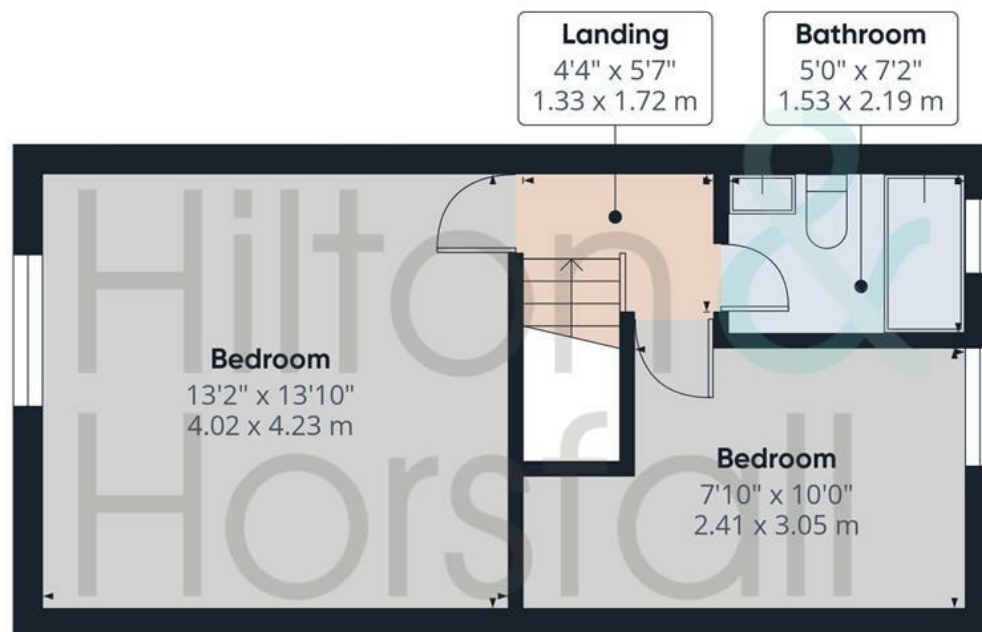 Landing
4'4" x 5'7"
1.33 x 1.72 m
Bathroom
5'0" x 7'2"
1.53 x 2.19 m
Hilton &
Horsfall
Bedroom
13'2" x 13'10"
4.02 x 4.23 m
Bedroom
7'10" x 10'0"
2.41 x 3.05 m